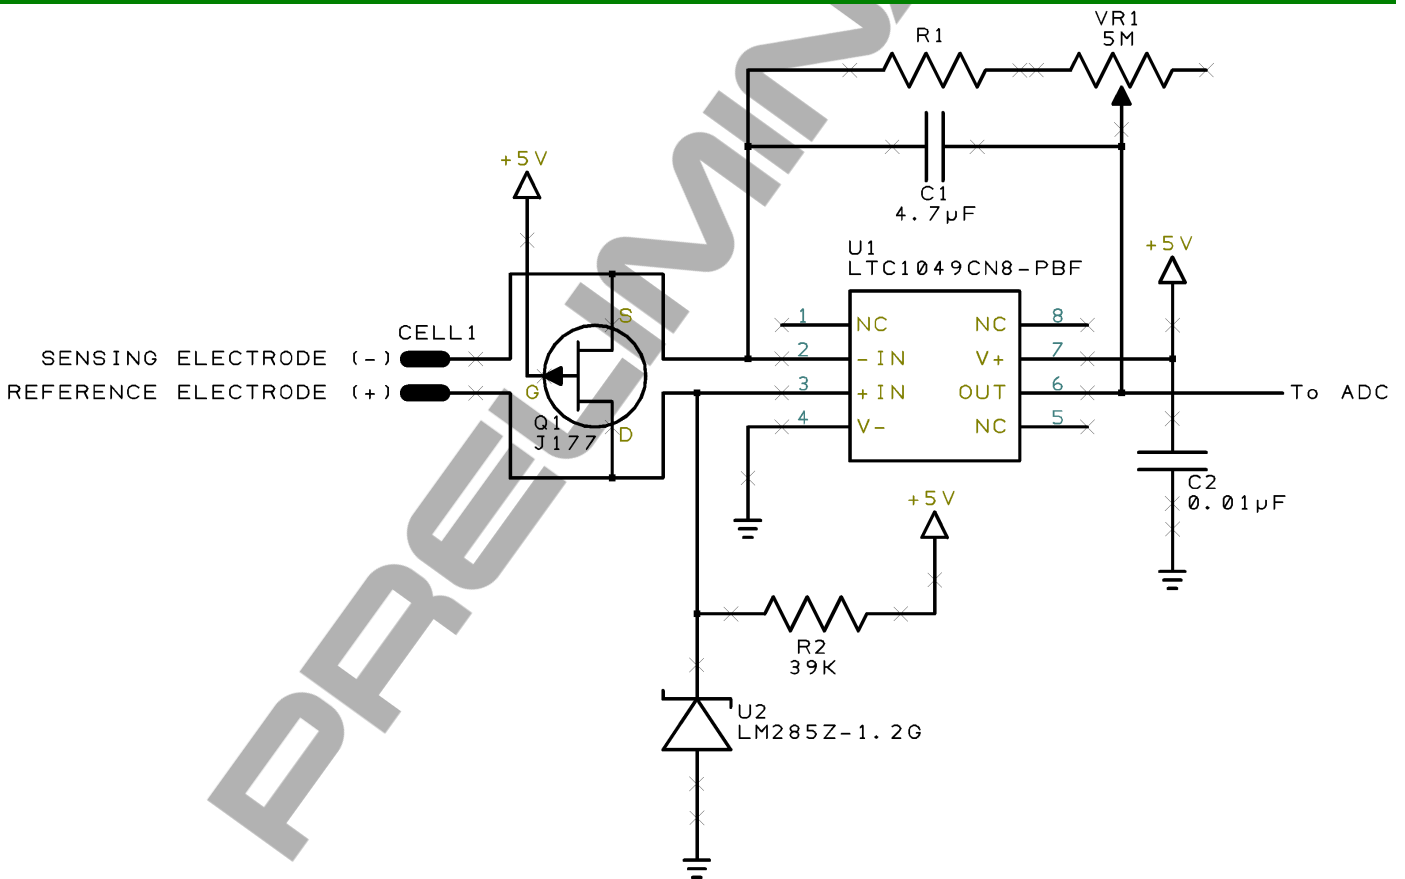 PRELIMIN
R1
VR1
5M
C1
4.7µF
+5V
+5V
U1
LTC1049CN8-PBF
CELL1
SENSING ELECTRODE (-)
REFERENCE ELECTRODE (+)
S
G
D
Q1
J177
1 NC
2 -IN
3 +IN
4 V-
NC 8
V+ 7
OUT 6
NC 5
To ADC
C2
0.01µF
+5V
R2
39K
U2
LM285Z-1.2G